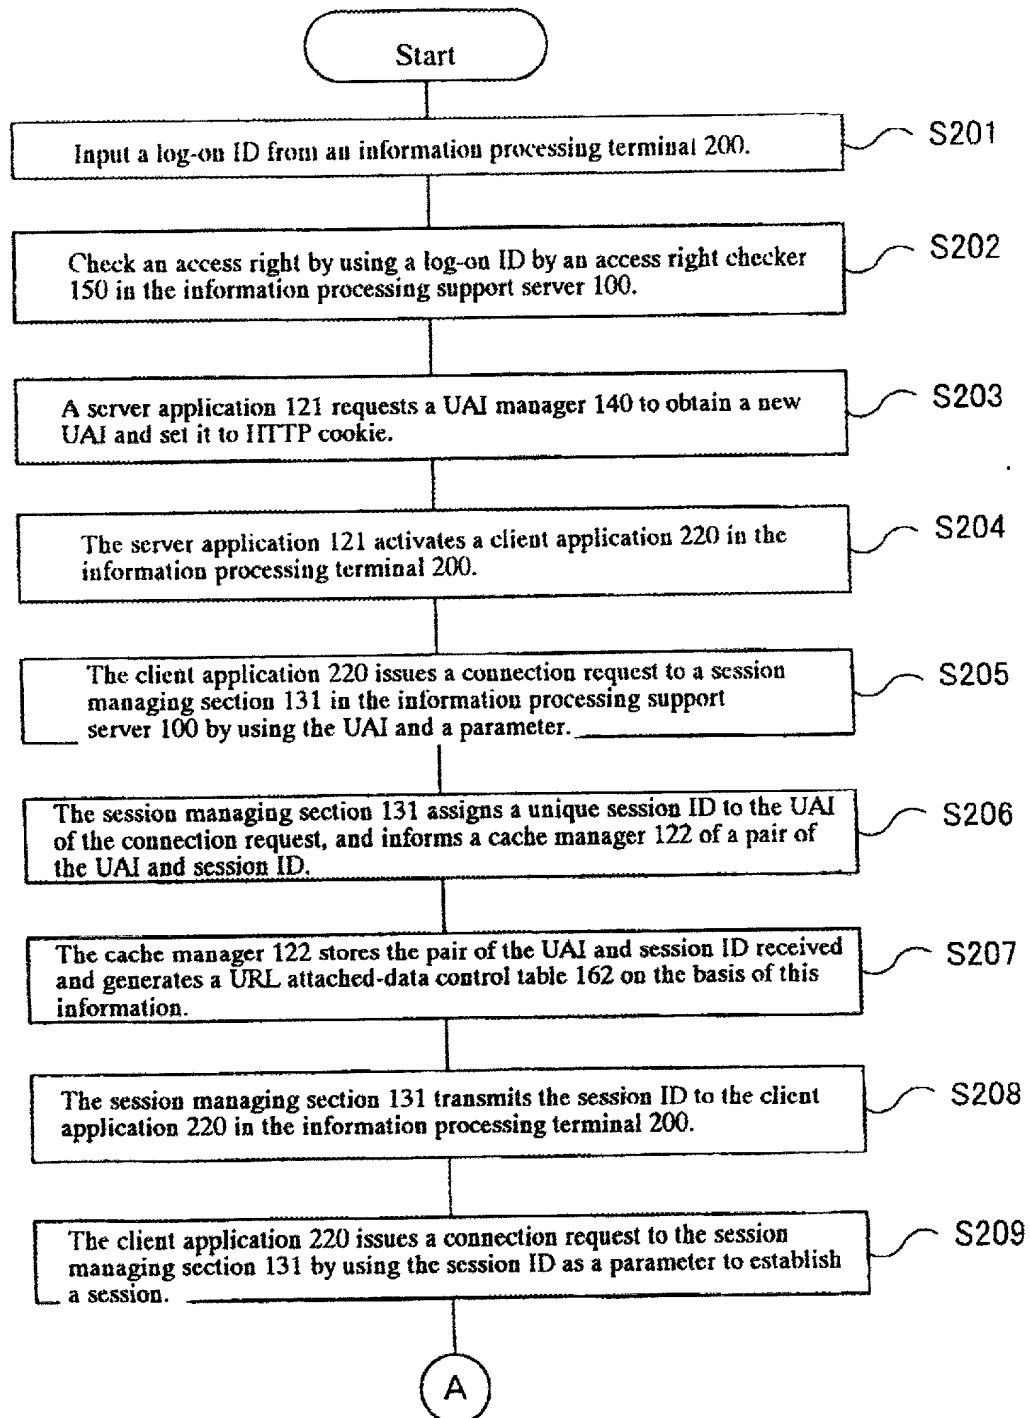 Start
Input a log-on ID from an information processing terminal 200.
S201
Check an access right by using a log-on ID by an access right checker
150 in the information processing support server 100.
S202
A server application 121 requests a UAI manager 140 to obtain a new
UAI and set it to HTTP cookie.
S203
The server application 121 activates a client application 220 in the
information processing terminal 200.
S204
The client application 220 issues a connection request to a session
managing section 131 in the information processing support
server 100 by using the UAI and a parameter.
S205
The session managing section 131 assigns a unique session ID to the UAI
of the connection request, and informs a cache manager 122 of a pair of
the UAI and session ID.
S206
The cache manager 122 stores the pair of the UAI and session ID received
and generates a URL attached-data control table 162 on the basis of this
information.
S207
The session managing section 131 transmits the session ID to the client
application 220 in the information processing terminal 200.
S208
The client application 220 issues a connection request to the session
managing section 131 by using the session ID as a parameter to establish
a session.
S209
A